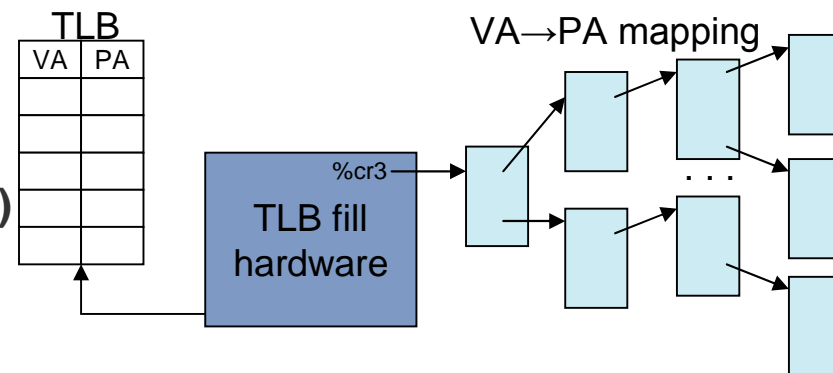 TLB
VA PA
)
%cr3
TLB fill
hardware
VA→PA mapping
. . .